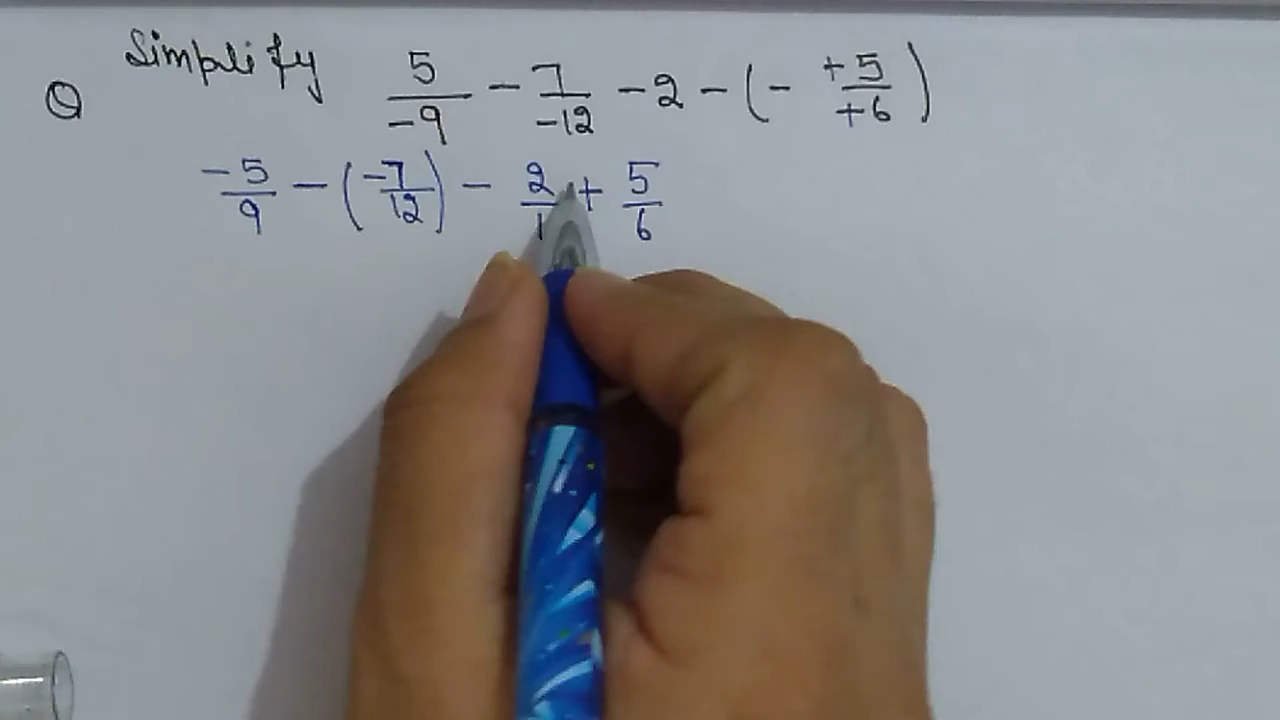 Q Simplify 5/-9 - 7/-12 - 2 - (- +5/+6)
-5/9 - (-7/12) - 2/1 + 5/6